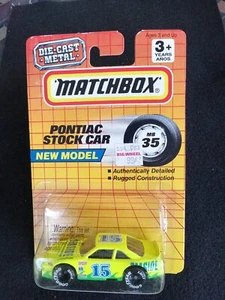 DIE-CAST
METAL
Ages 3 and up
3+
YEARS
AÑOS
MATCHBOX
®
PONTIAC
STOCK CAR
NEW MODEL
MB
35
• Authentically Detailed
• Rugged Construction
15